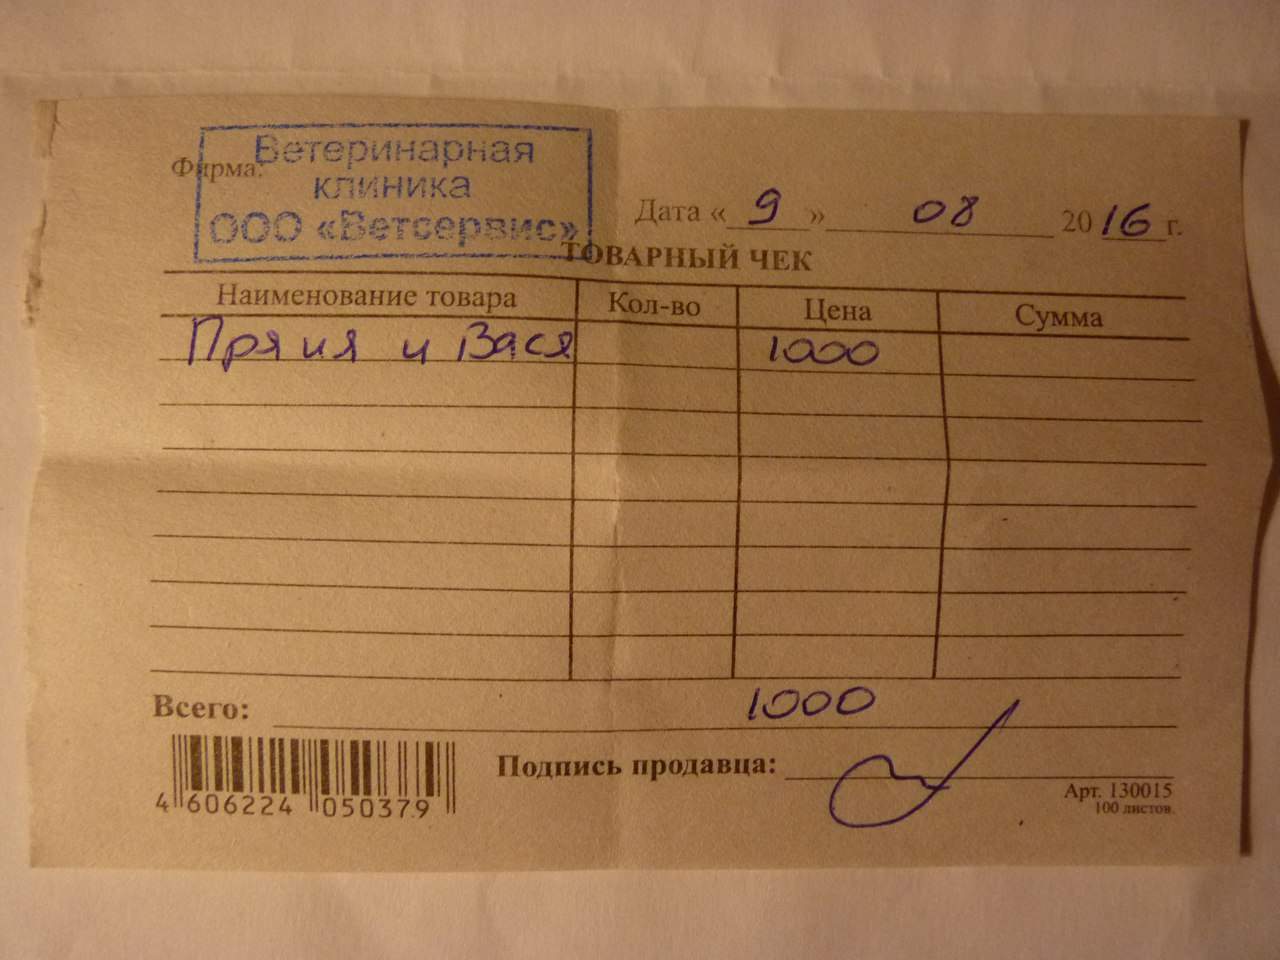 Фирма:
Ветеринарная
клиника
ООО «Ветсервис»
Дата « 9 » 08 2016 г.
ТОВАРНЫЙ ЧЕК
Наименование товара Кол-во Цена Сумма
и Вася 1000
Всего: 1000
Подпись продавца:
4 606224 050379
Арт. 130015
100 листов.